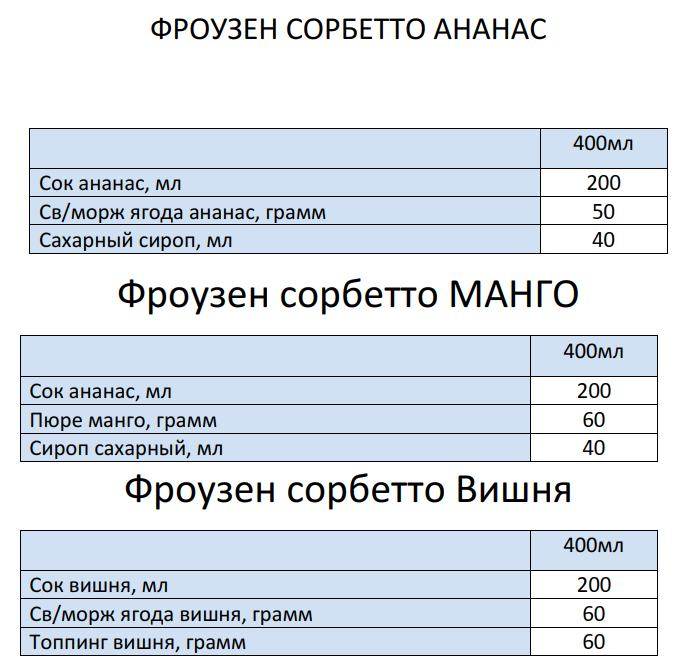 ФРОУЗЕН СОРБЕТТО АНАНАС
400мл
Сок ананас, мл 200
Св/морж ягода ананас, грамм 50
Сахарный сироп, мл 40
Фроузен сорбетто МАНГО
400мл
Сок ананас, мл 200
Пюре манго, грамм 60
Сироп сахарный, мл 40
Фроузен сорбетто Вишня
400мл
Сок вишня, мл 200
Св/морж ягода вишня, грамм 60
Топпинг вишня, грамм 60